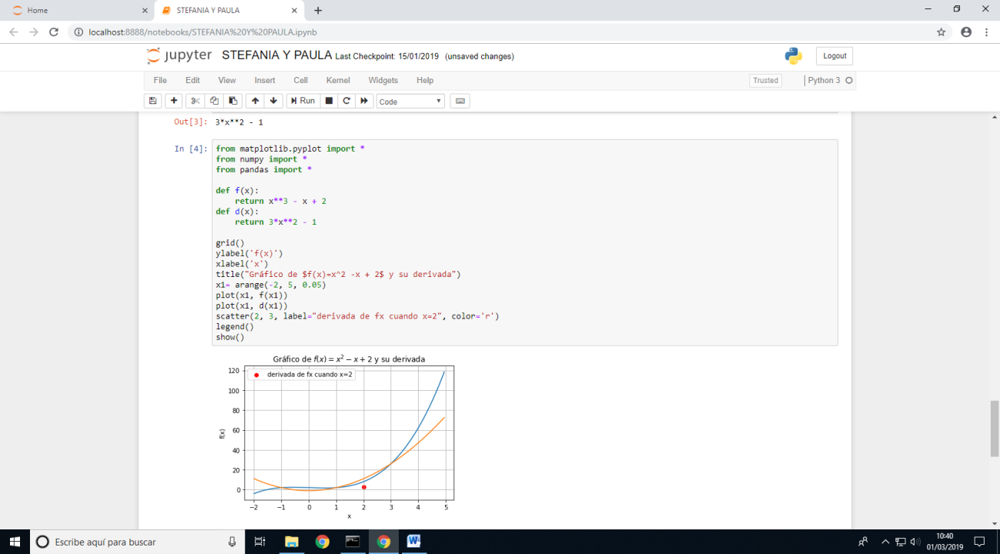 Home
STEFANIA Y PAULA
localhost:8888/notebooks/STEFANIA%20Y%20PAULA.ipynb
jupyter STEFANIA Y PAULA Last Checkpoint: 15/01/2019 (unsaved changes)
Logout
File Edit View Insert Cell Kernel Widgets Help
Trusted
Python 3
Run
Code
Out[3]: 3*x**2 - 1
In [4]: from matplotlib.pyplot import *
from numpy import *
from pandas import *
def f(x):
    return x**3 - x + 2
def d(x):
    return 3*x**2 - 1
grid()
ylabel('f(x)')
xlabel('x')
title("Gráfico de $f(x)=x^2 -x + 2$ y su derivada")
x1= arange(-2, 5, 0.05)
plot(x1, f(x1))
plot(x1, d(x1))
scatter(2, 3, label="derivada de fx cuando x=2", color='r')
legend()
show()
Gráfico de f(x) = x² − x + 2 y su derivada
derivada de fx cuando x=2
120
100
80
60
40
20
0
f(x)
−2 −1 0 1 2 3 4 5
x
Escribe aquí para buscar
10:40
01/03/2019